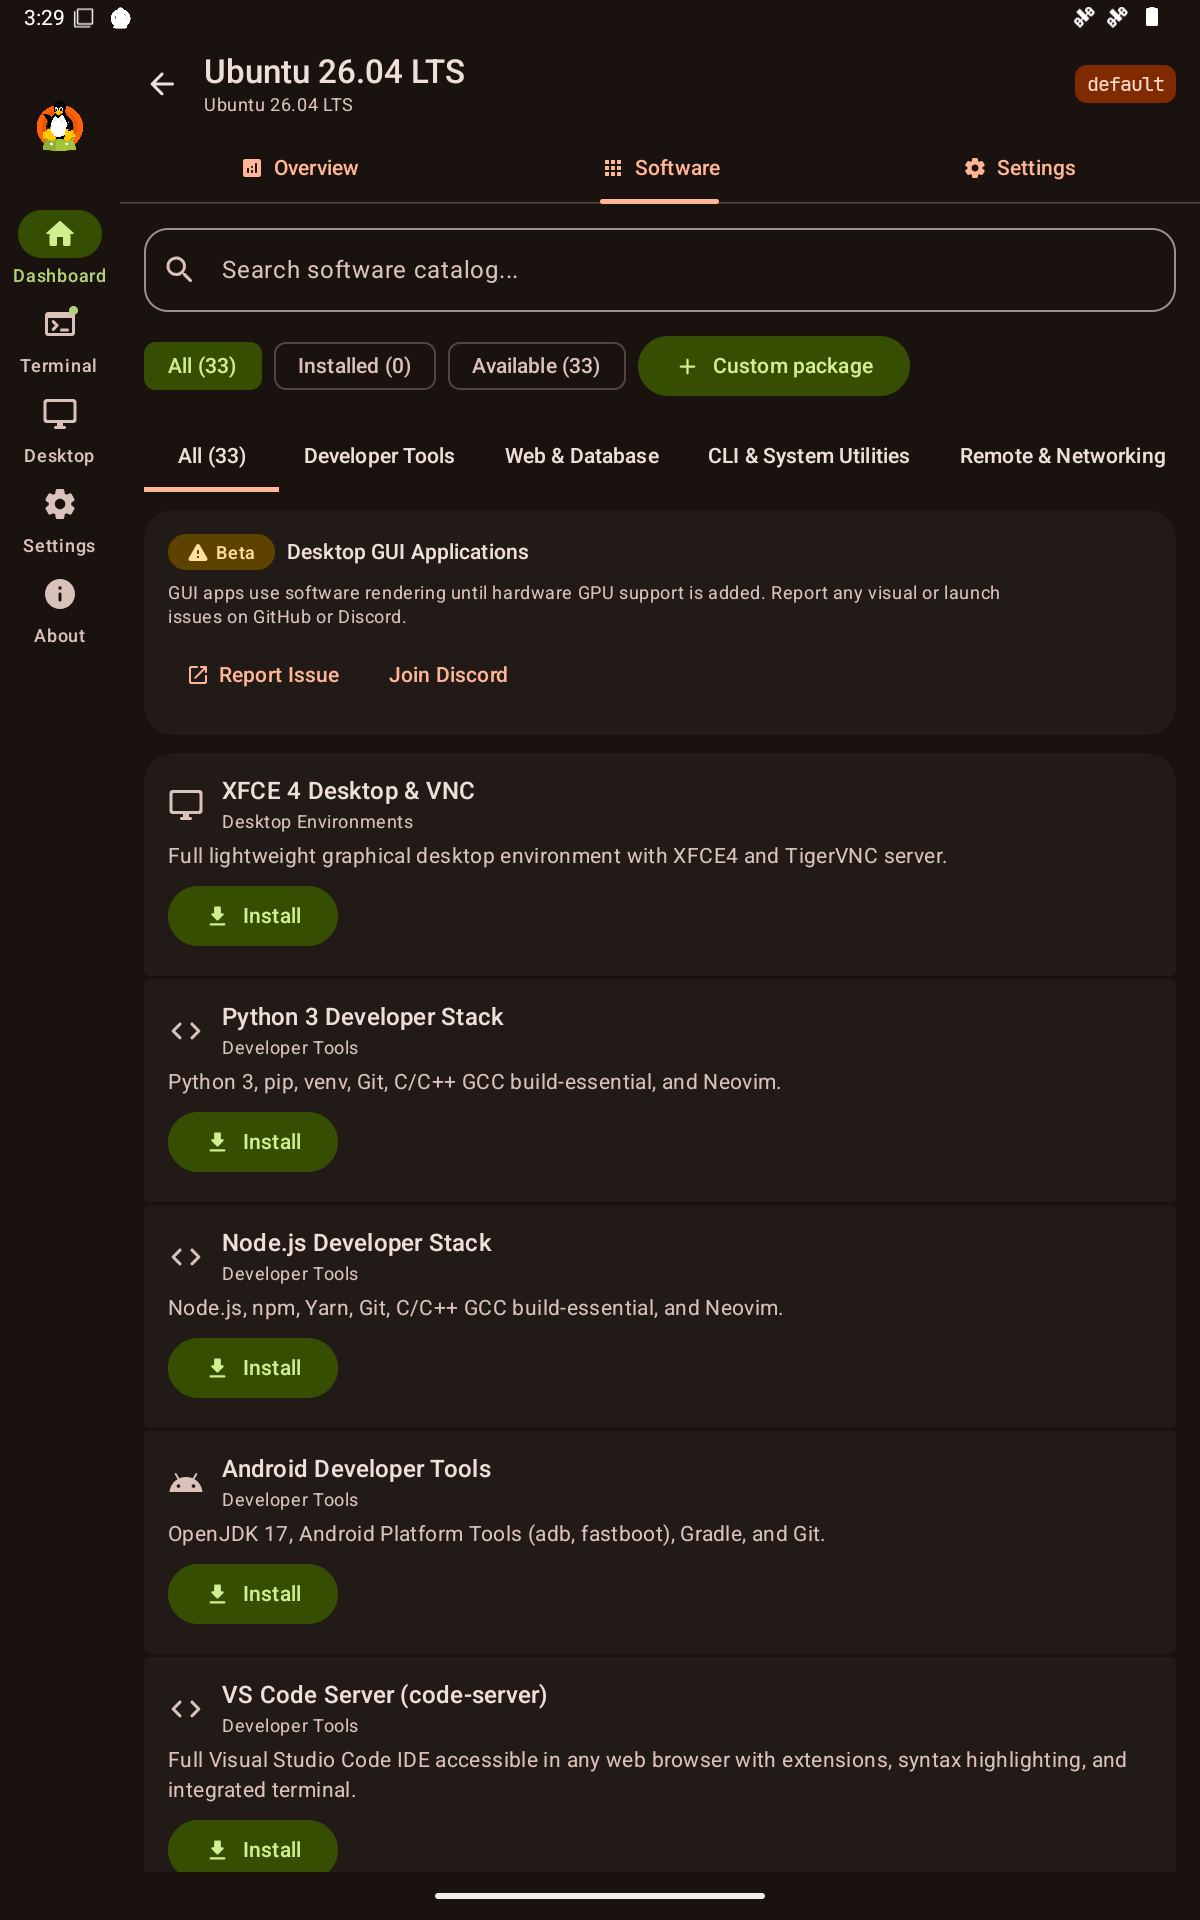 3:29
Ubuntu 26.04 LTS
Ubuntu 26.04 LTS
default
Overview
Software
Settings
Dashboard
Terminal
Desktop
Settings
About
Search software catalog...
All (33)
Installed (0)
Available (33)
Custom package
All (33)
Developer Tools
Web & Database
CLI & System Utilities
Remote & Networking
Beta
Desktop GUI Applications
GUI apps use software rendering until hardware GPU support is added. Report any visual or launch
issues on GitHub or Discord.
Report Issue
Join Discord
XFCE 4 Desktop & VNC
Desktop Environments
Full lightweight graphical desktop environment with XFCE4 and TigerVNC server.
Install
Python 3 Developer Stack
Developer Tools
Python 3, pip, venv, Git, C/C++ GCC build-essential, and Neovim.
Install
Node.js Developer Stack
Developer Tools
Node.js, npm, Yarn, Git, C/C++ GCC build-essential, and Neovim.
Install
Android Developer Tools
Developer Tools
OpenJDK 17, Android Platform Tools (adb, fastboot), Gradle, and Git.
Install
VS Code Server (code-server)
Developer Tools
Full Visual Studio Code IDE accessible in any web browser with extensions, syntax highlighting, and
integrated terminal.
Install